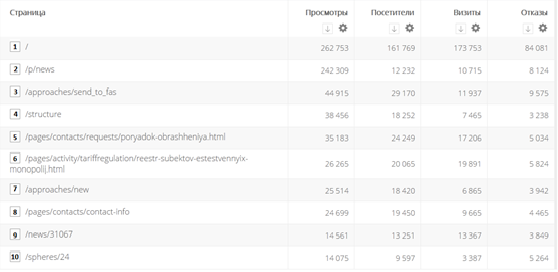 Страница Просмотры Посетители Визиты Отказы
1 / 262 753 161 769 173 753 84 081
2 /p/news 242 309 12 232 10 715 8 124
3 /approaches/send_to_fas 44 915 29 170 11 937 9 575
4 /structure 38 456 18 252 7 465 3 238
5 /pages/contacts/requests/poryadok-obrashheniya.html 35 183 24 249 17 206 5 034
6 /pages/activity/tariffregulation/reestr-subektov-estestvennyix-
monopolij.html 26 265 20 065 19 891 5 824
7 /approaches/new 25 514 18 420 6 865 3 942
8 /pages/contacts/contact-info 24 699 19 450 9 665 4 465
9 /news/31067 14 561 13 251 13 367 3 849
10 /spheres/24 14 075 9 597 3 387 5 264